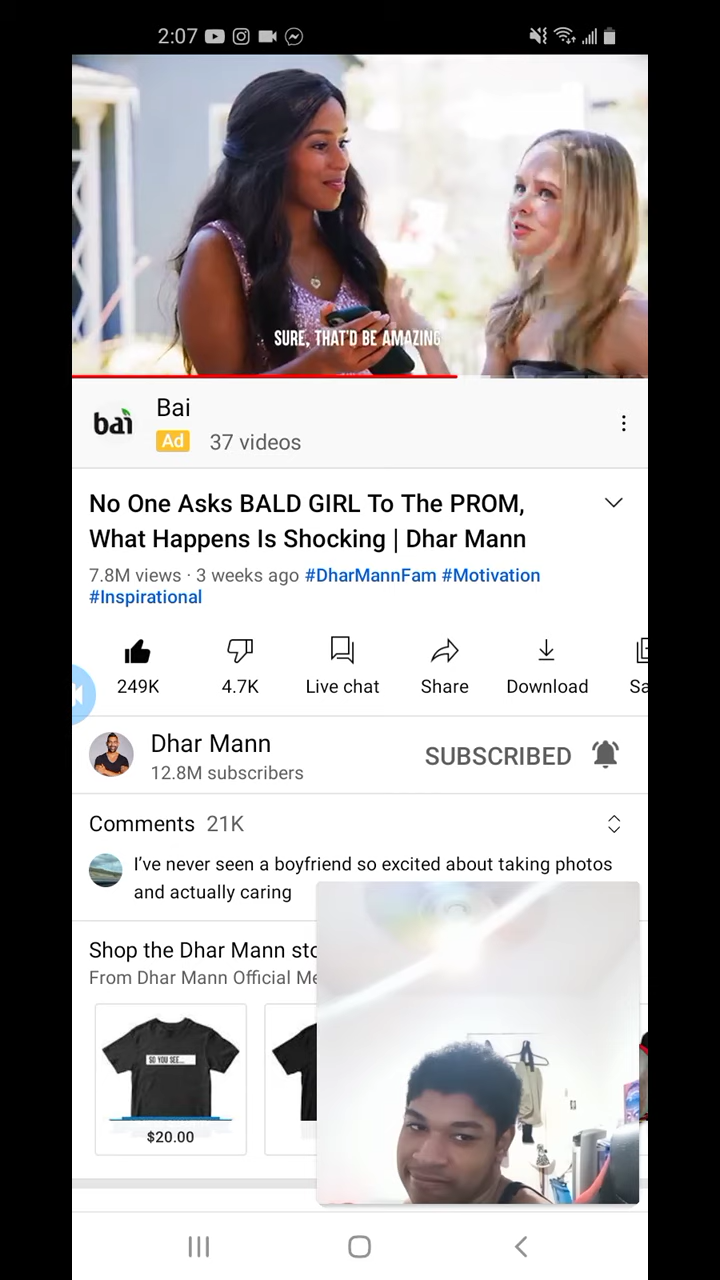 2:07
SURE, THAT'D BE AMAZING
bai
Bai
Ad 37 videos
No One Asks BALD GIRL To The PROM,
What Happens Is Shocking | Dhar Mann
7.8M views · 3 weeks ago #DharMannFam #Motivation
#Inspirational
249K 4.7K Live chat Share Download Sa
Dhar Mann
12.8M subscribers
SUBSCRIBED
Comments 21K
I've never seen a boyfriend so excited about taking photos
and actually caring
Shop the Dhar Mann sto
From Dhar Mann Official Me
SO YOU SEE...
$20.00